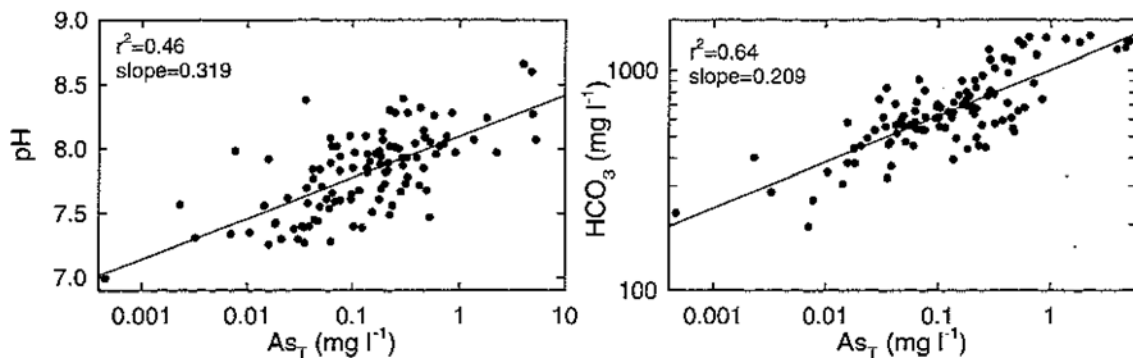 9.0
8.5
8.0
7.5
7.0
pH
r²=0.46
slope=0.319
0.001
0.01
0.1
1
10
As_T (mg l⁻¹)
1000
100
HCO₃ (mg l⁻¹)
r²=0.64
slope=0.209
0.001
0.01
0.1
1
As_T (mg l⁻¹)